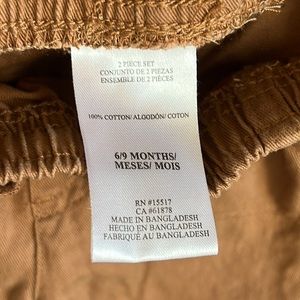 2 PIECE SET
CONJUNTO DE 2 PIEZAS
ENSEMBLE DE 2 PIÈCES
100% COTTON/ ALGODÓN/ COTON
6/9 MONTHS/
MESES/ MOIS
RN #15517
CA #61878
MADE IN BANGLADESH
HECHO EN BANGLADESH
FABRIQUÉ AU BANGLADESH